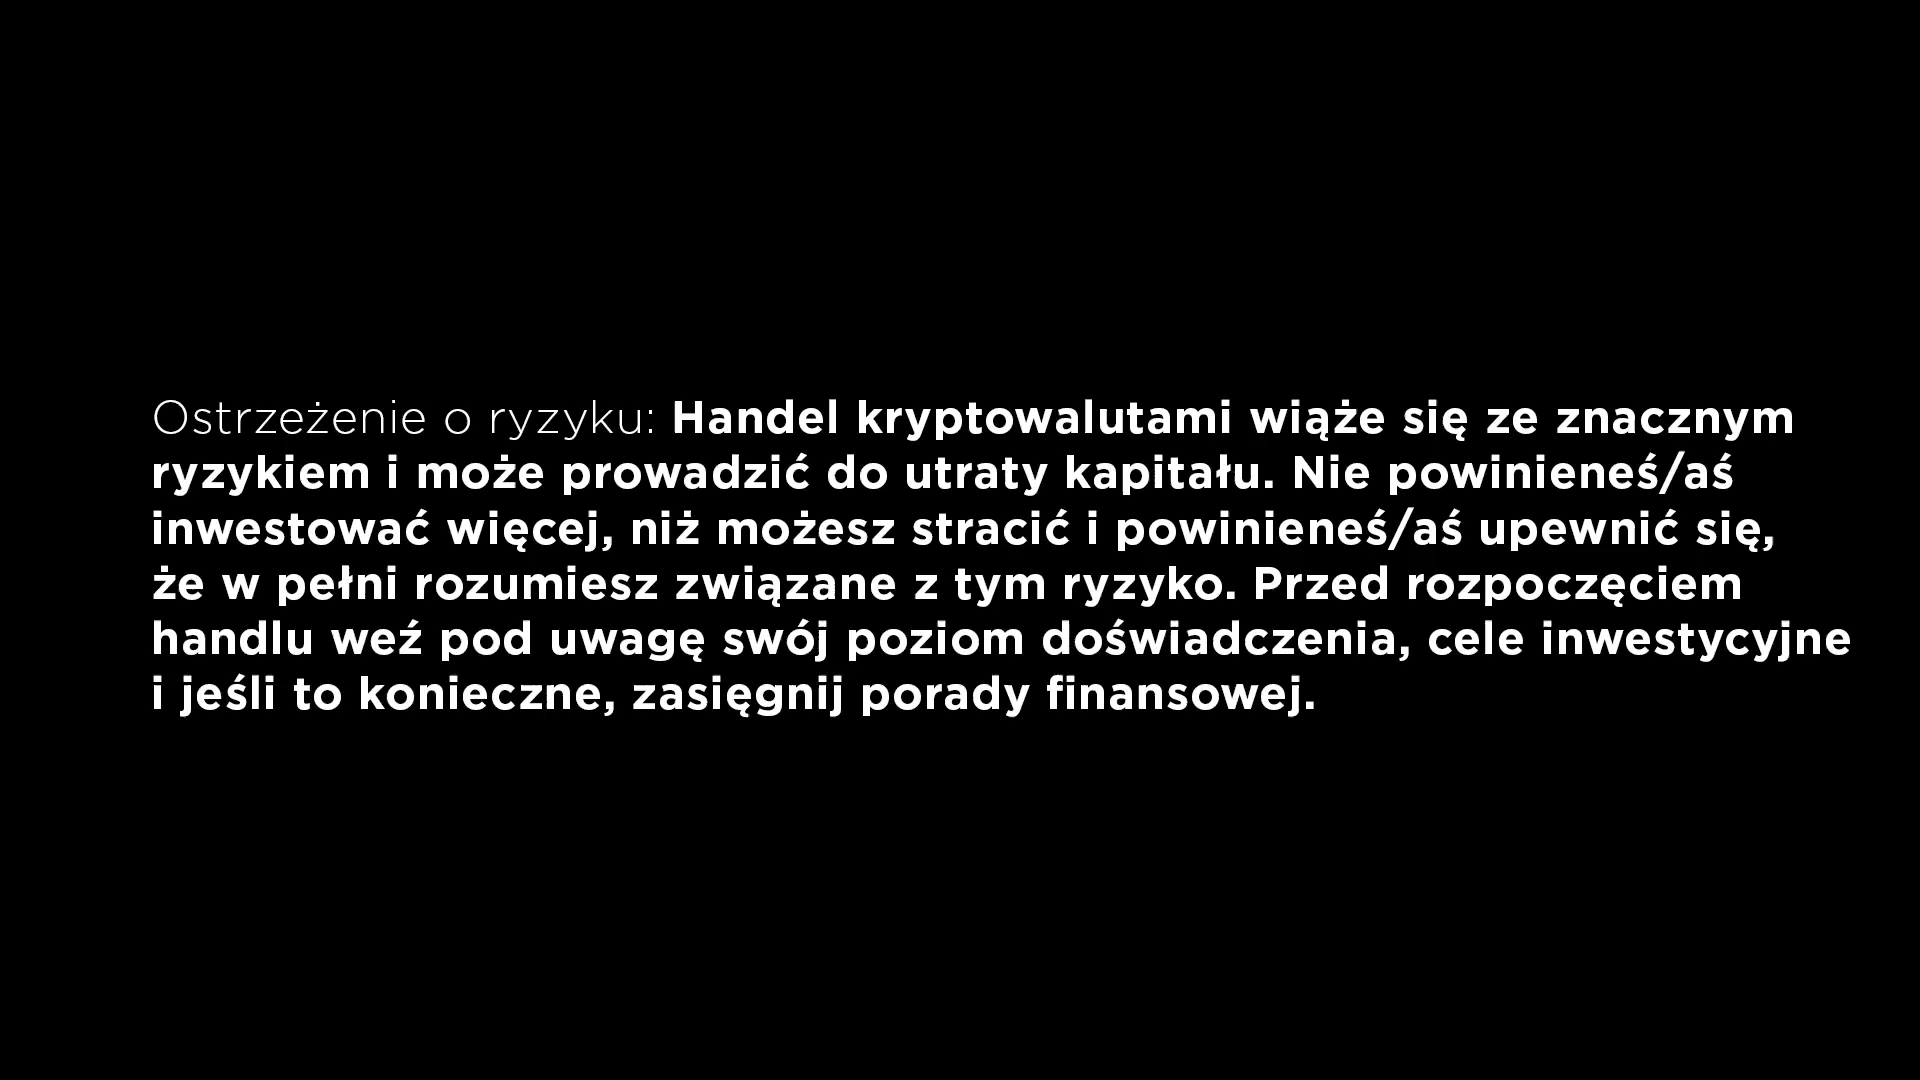 Ostrzeżenie o ryzyku: Handel kryptowalutami wiąże się ze znacznym
ryzykiem i może prowadzić do utraty kapitału. Nie powinieneś/aś
inwestować więcej, niż możesz stracić i powinieneś/aś upewnić się,
że w pełni rozumiesz związane z tym ryzyko. Przed rozpoczęciem
handlu weź pod uwagę swój poziom doświadczenia, cele inwestycyjne
i jeśli to konieczne, zasięgnij porady finansowej.